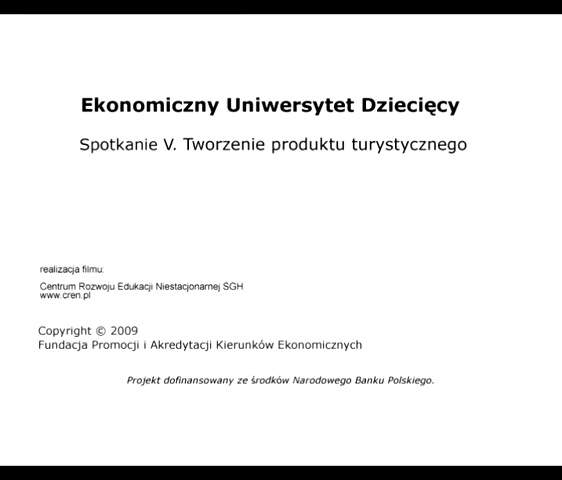 Ekonomiczny Uniwersytet Dziecięcy
Spotkanie V. Tworzenie produktu turystycznego
realizacja filmu:
Centrum Rozwoju Edukacji Niestacjonarnej SGH
www.cren.pl
Copyright © 2009
Fundacja Promocji i Akredytacji Kierunków Ekonomicznych
Projekt dofinansowany ze środków Narodowego Banku Polskiego.